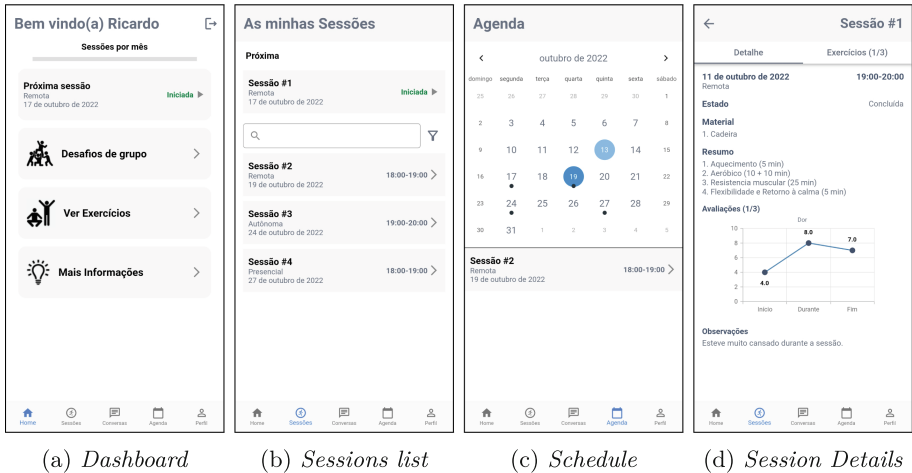 Bem vindo(a) Ricardo
Sessões por mês
Próxima sessão
Remota
17 de outubro de 2022
Iniciada
Desafios de grupo
Ver Exercícios
Mais Informações
Home Sessões Conversas Agenda Perfil
(a) Dashboard
As minhas Sessões
Próxima
Sessão #1
Remota
17 de outubro de 2022
Iniciada
Sessão #2
Remota
19 de outubro de 2022
18:00-19:00
Sessão #3
Autónoma
24 de outubro de 2022
19:00-20:00
Sessão #4
Presencial
27 de outubro de 2022
18:00-19:00
Home Sessões Conversas Agenda Perfil
(b) Sessions list
Agenda
outubro de 2022
domingo segunda terça quarta quinta sexta sábado
25 26 27 28 29 30 1
2 3 4 5 6 7 8
9 10 11 12 13 14 15
16 17 18 19 20 21 22
23 24 25 26 27 28 29
30 31 1 2 3 4 5
Sessão #2
Remota
19 de outubro de 2022
18:00-19:00
Home Sessões Conversas Agenda Perfil
(c) Schedule
Sessão #1
Detalhe Exercícios (1/3)
11 de outubro de 2022 19:00-20:00
Remota
Estado Concluída
Material
1. Cadeira
Resumo
1. Aquecimento (5 min)
2. Aeróbico (10 + 10 min)
3. Resistencia muscular (25 min)
4. Flexibilidade e Retorno à calma (5 min)
Avaliações (1/3)
Dor
10
8
6
4
2
0
4.0
8.0
7.0
Início Durante Fim
Observações
Esteve muito cansado durante a sessão.
Home Sessões Conversas Agenda Perfil
(d) Session Details